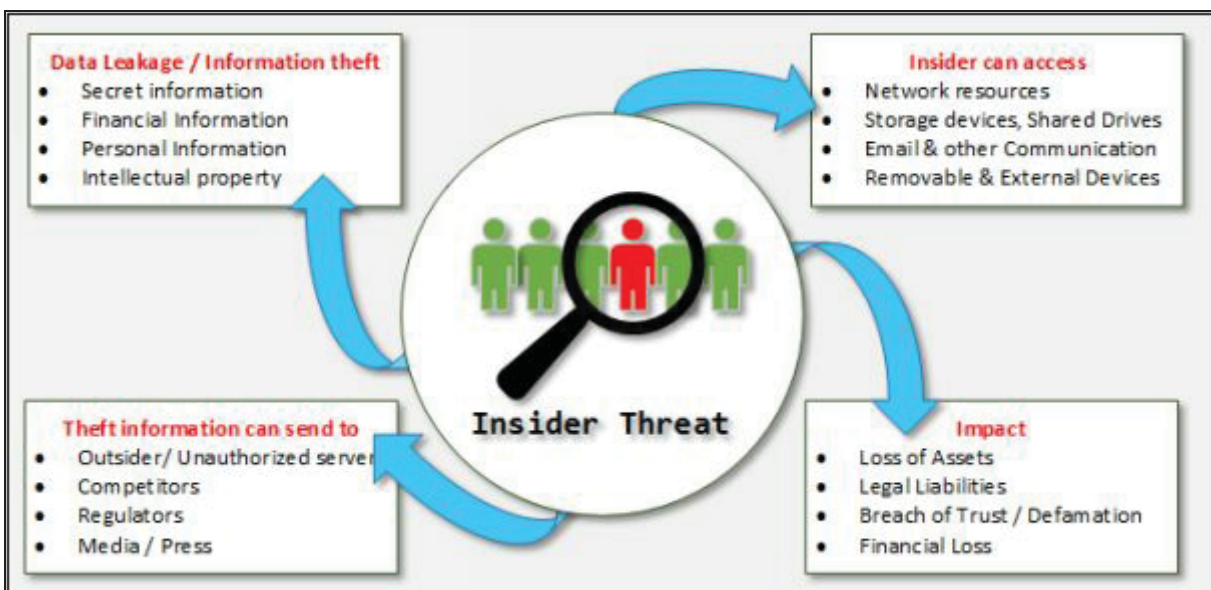 Data Leakage / Information theft
• Secret information
• Financial Information
• Personal Information
• Intellectual property
Insider can access
• Network resources
• Storage devices, Shared Drives
• Email & other Communication
• Removable & External Devices
Insider Threat
Theft information can send to
• Outsider/ Unauthorized server
• Competitors
• Regulators
• Media / Press
Impact
• Loss of Assets
• Legal Liabilities
• Breach of Trust / Defamation
• Financial Loss